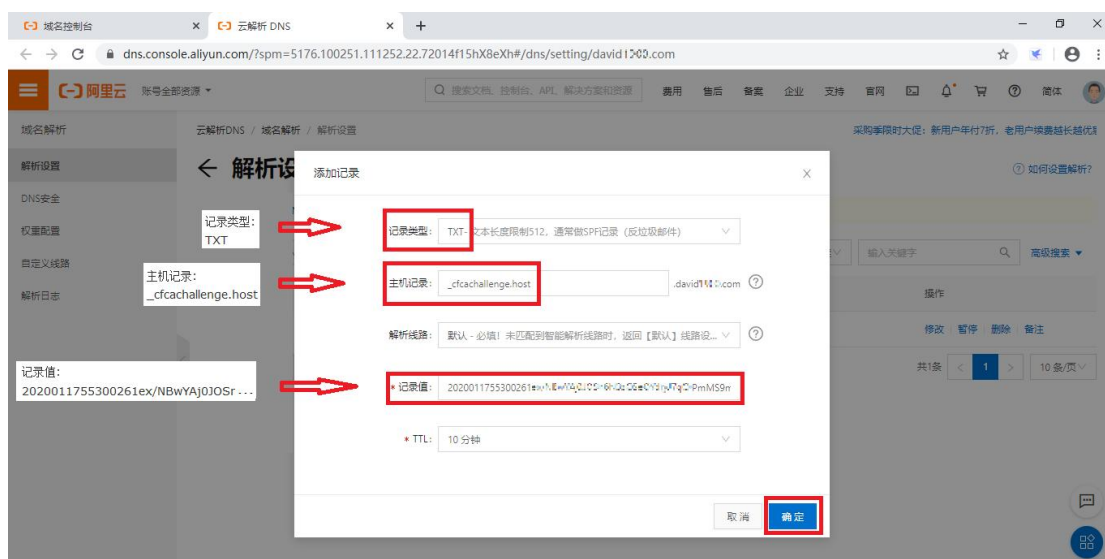 域名控制台
云解析 DNS
dns.console.aliyun.com/?spm=5176.100251.111252.22.72014f15hX8eXh#/dns/setting/david
.com
阿里云
账号全部资源
搜索文档、控制台、API、解决方案和资源
费用
售后
备案
企业
支持
官网
简体
域名解析
云解析DNS / 域名解析 / 解析设置
采购季限时大促：新用户年付7折，老用户续费越长越优惠
解析设置
解析设
如何设置解析?
DNS安全
权重配置
自定义线路
解析日志
添加记录
记录类型:
TXT
记录类型:
TXT- 文本长度限制512，通常做SPF记录（反垃圾邮件）
输入关键字
高级搜索
主机记录:
_cfcachallenge.host
主机记录:
_cfcachallenge.host
.david
.com
操作
解析线路:
默认 - 必填！未匹配到智能解析线路时，返回【默认】线路设...
修改
暂停
删除
备注
记录值:
2020011755300261ex/NBwYAj0JOSr...
* 记录值:
2020011755300261
共1条
<
1
>
10 条/页
* TTL:
10 分钟
取消
确定